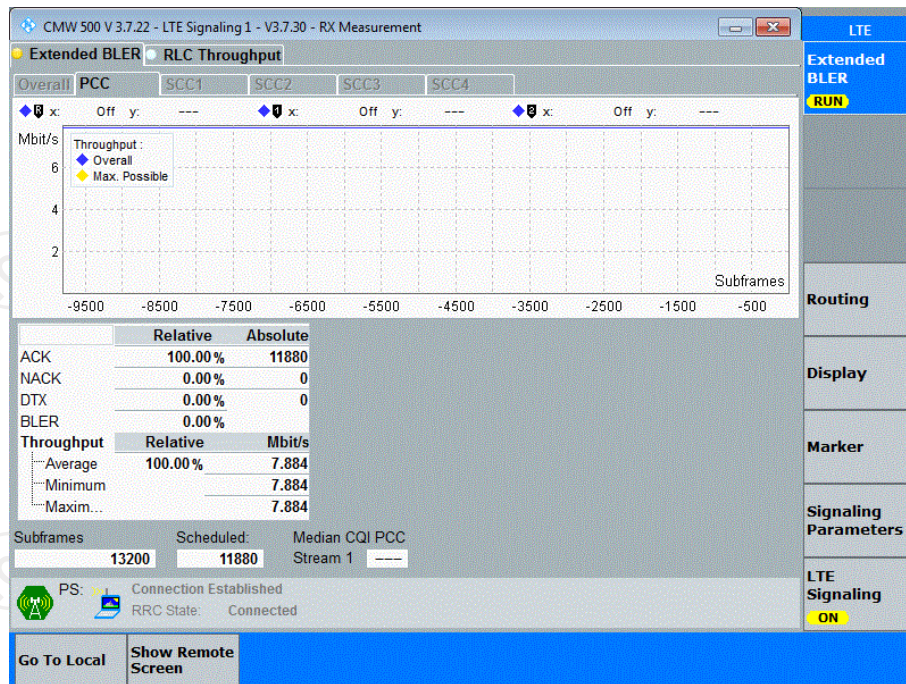 CMW 500 V 3.7.22 - LTE Signaling 1 - V3.7.30 - RX Measurement
LTE
Extended BLER RLC Throughput
Extended BLER
RUN
Overall PCC SCC1 SCC2 SCC3 SCC4
R x: Off y: --- 1 x: Off y: --- 2 x: Off y: ---
Mbit/s
Throughput :
Overall
Max. Possible
6
4
2
Subframes
-9500 -8500 -7500 -6500 -5500 -4500 -3500 -2500 -1500 -500
Relative Absolute
ACK 100.00 % 11880
NACK 0.00 % 0
DTX 0.00 % 0
BLER 0.00 %
Throughput Relative Mbit/s
Average 100.00 % 7.884
Minimum 7.884
Maxim... 7.884
Subframes Scheduled: Median CQI PCC
13200 11880 Stream 1 ---
PS: Connection Established
RRC State: Connected
Routing
Display
Marker
Signaling Parameters
LTE Signaling
ON
Go To Local
Show Remote Screen